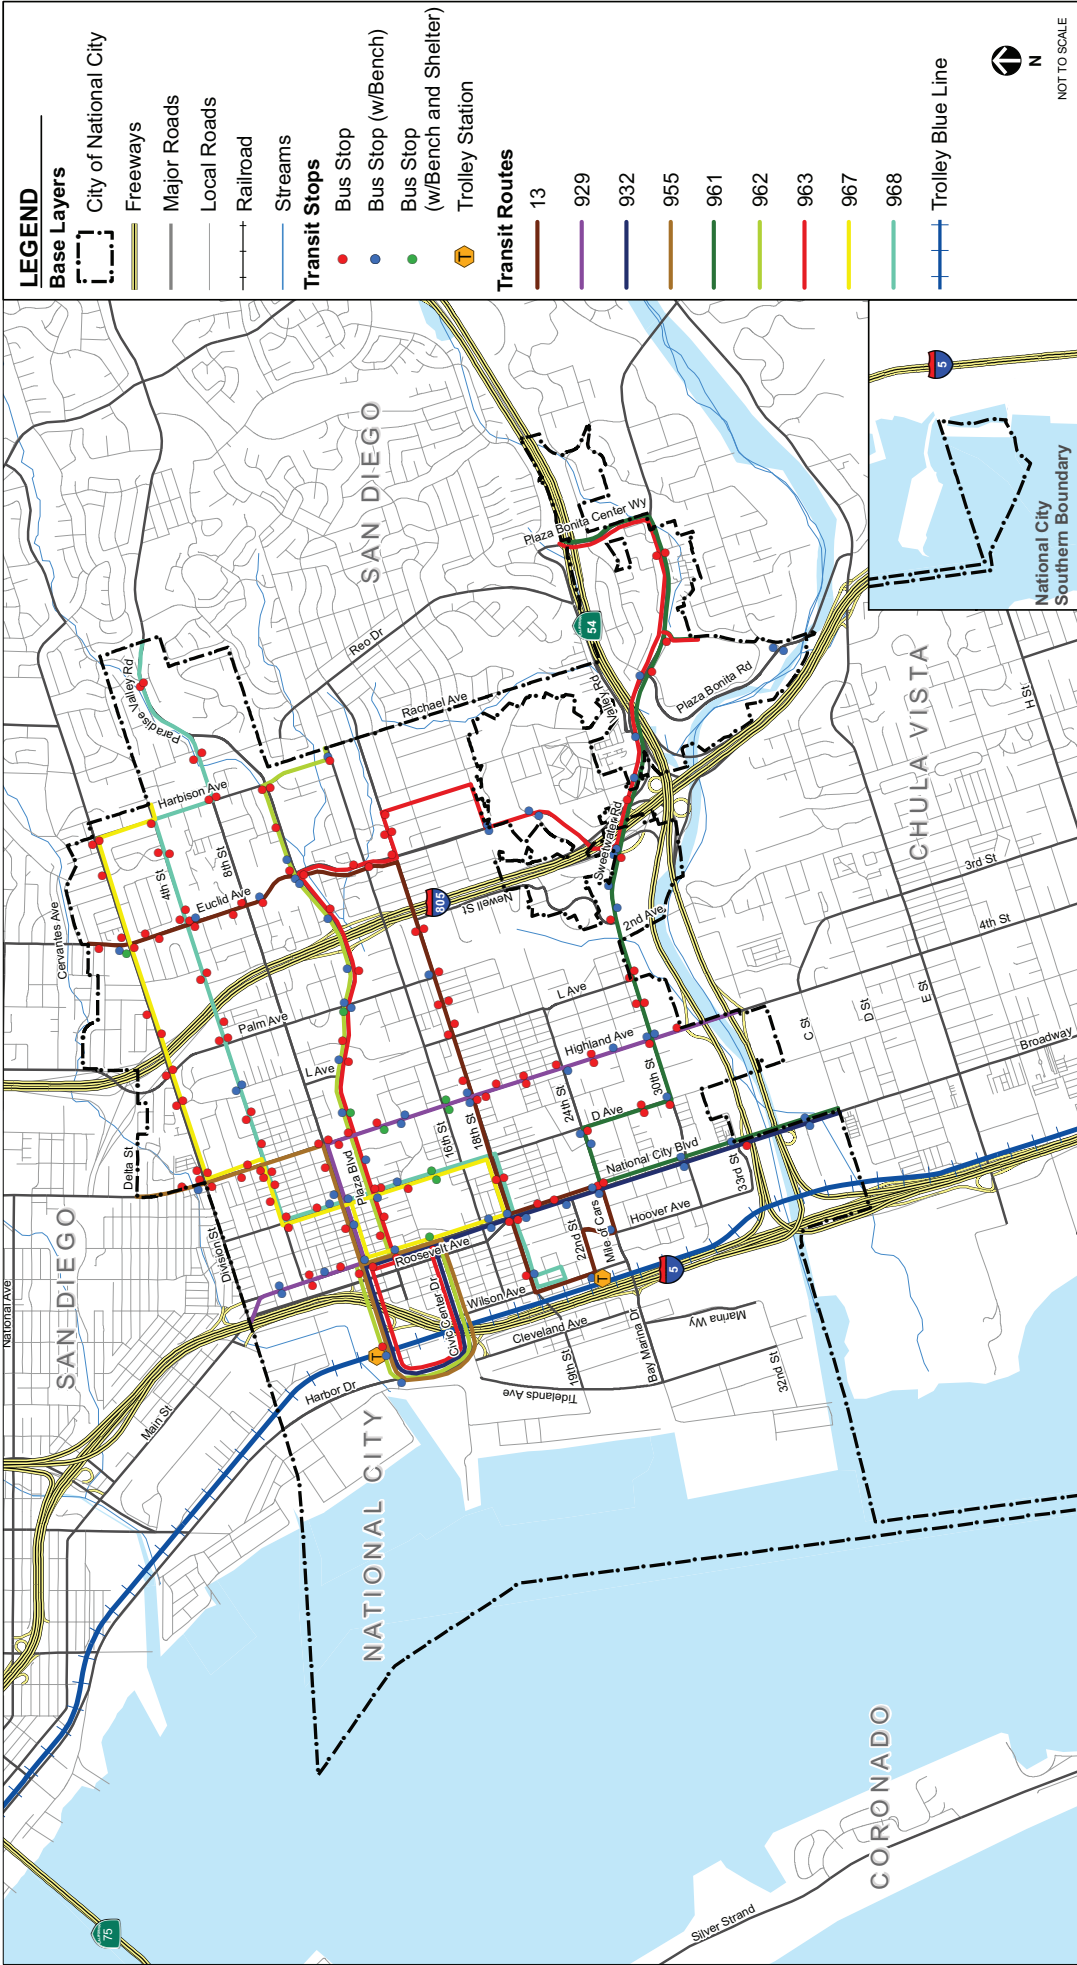 LEGEND
Base Layers
City of National City
Freeways
Major Roads
Local Roads
Railroad
Streams
Transit Stops
Bus Stop
Bus Stop (w/Bench)
Bus Stop
(w/Bench and Shelter)
T
Trolley Station
Transit Routes
13
929
932
955
961
962
963
967
968
Trolley Blue Line
N
NOT TO SCALE
SAN DIEGO
SAN DIEGO
NATIONAL CITY
CHULA VISTA
CORONADO
National Ave
Main St
Harbor Dr
Division St
Delta St
Cervantes Ave
Palm Ave
L Ave
4th St
8th St
Euclid Ave
Harbison Ave
Paradise Valley Rd
Reo Dr
Rachael Ave
Valley Rd
Plaza Bonita Center Wy
Plaza Bonita Rd
Sweetwater Rd
2nd Ave
Newell St
805
54
Plaza Blvd
16th St
18th St
L Ave
Highland Ave
24th St
30th St
D Ave
National City Blvd
Roosevelt Ave
Civic Center Dr
Wilson Ave
22nd St
Mile of Cars
Hoover Ave
33rd St
Cleveland Ave
19th St
Tidelands Ave
Bay Marina Dr
Marina Wy
32nd St
T
T
5
C St
D St
E St
H St
3rd St
4th St
Broadway
75
Silver Strand
5
National City
Southern Boundary